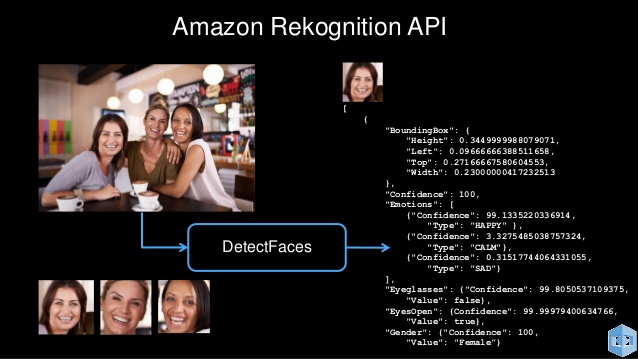 Amazon Rekognition API
DetectFaces
[
{
"BoundingBox": {
"Height": 0.3449999988079071,
"Left": 0.09666666388511658,
"Top": 0.27166667580604553,
"Width": 0.23000000417232513
},
"Confidence": 100,
"Emotions": [
{"Confidence": 99.1335220336914,
"Type": "HAPPY" },
{"Confidence": 3.3275485038757324,
"Type": "CALM"},
{"Confidence": 0.31517744064331055,
"Type": "SAD"}
],
"Eyeglasses": {"Confidence": 99.8050537109375,
"Value": false},
"EyesOpen": {Confidence": 99.99979400634766,
"Value": true},
"Gender": {"Confidence": 100,
"Value": "Female”}